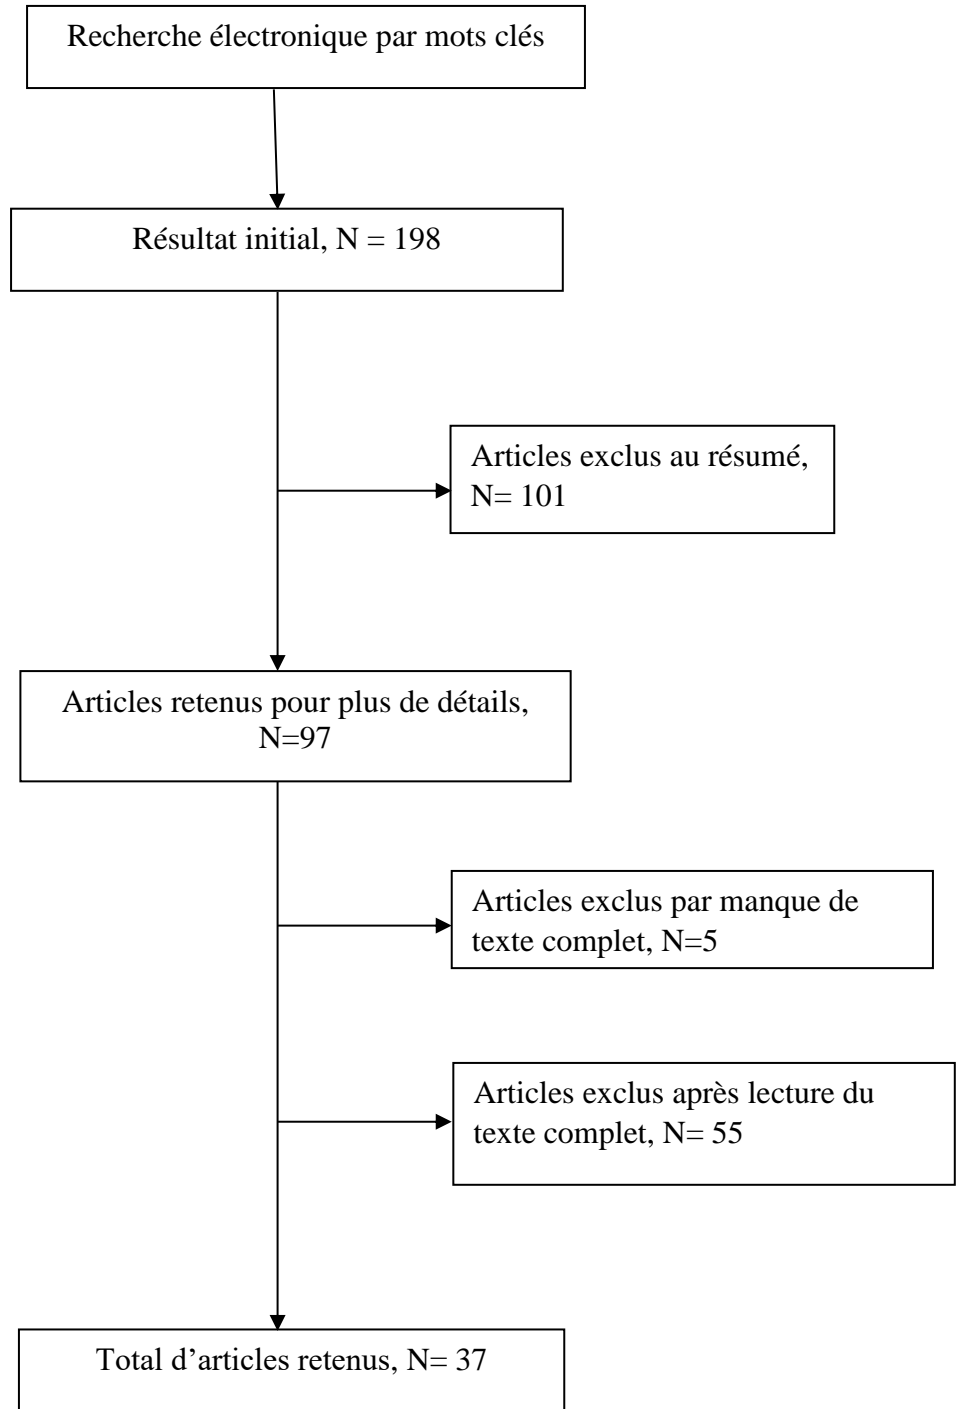 Recherche électronique par mots clés
Résultat initial, N = 198
Articles exclus au résumé,
N= 101
Articles retenus pour plus de détails,
N=97
Articles exclus par manque de
texte complet, N=5
Articles exclus après lecture du
texte complet, N= 55
Total d’articles retenus, N= 37